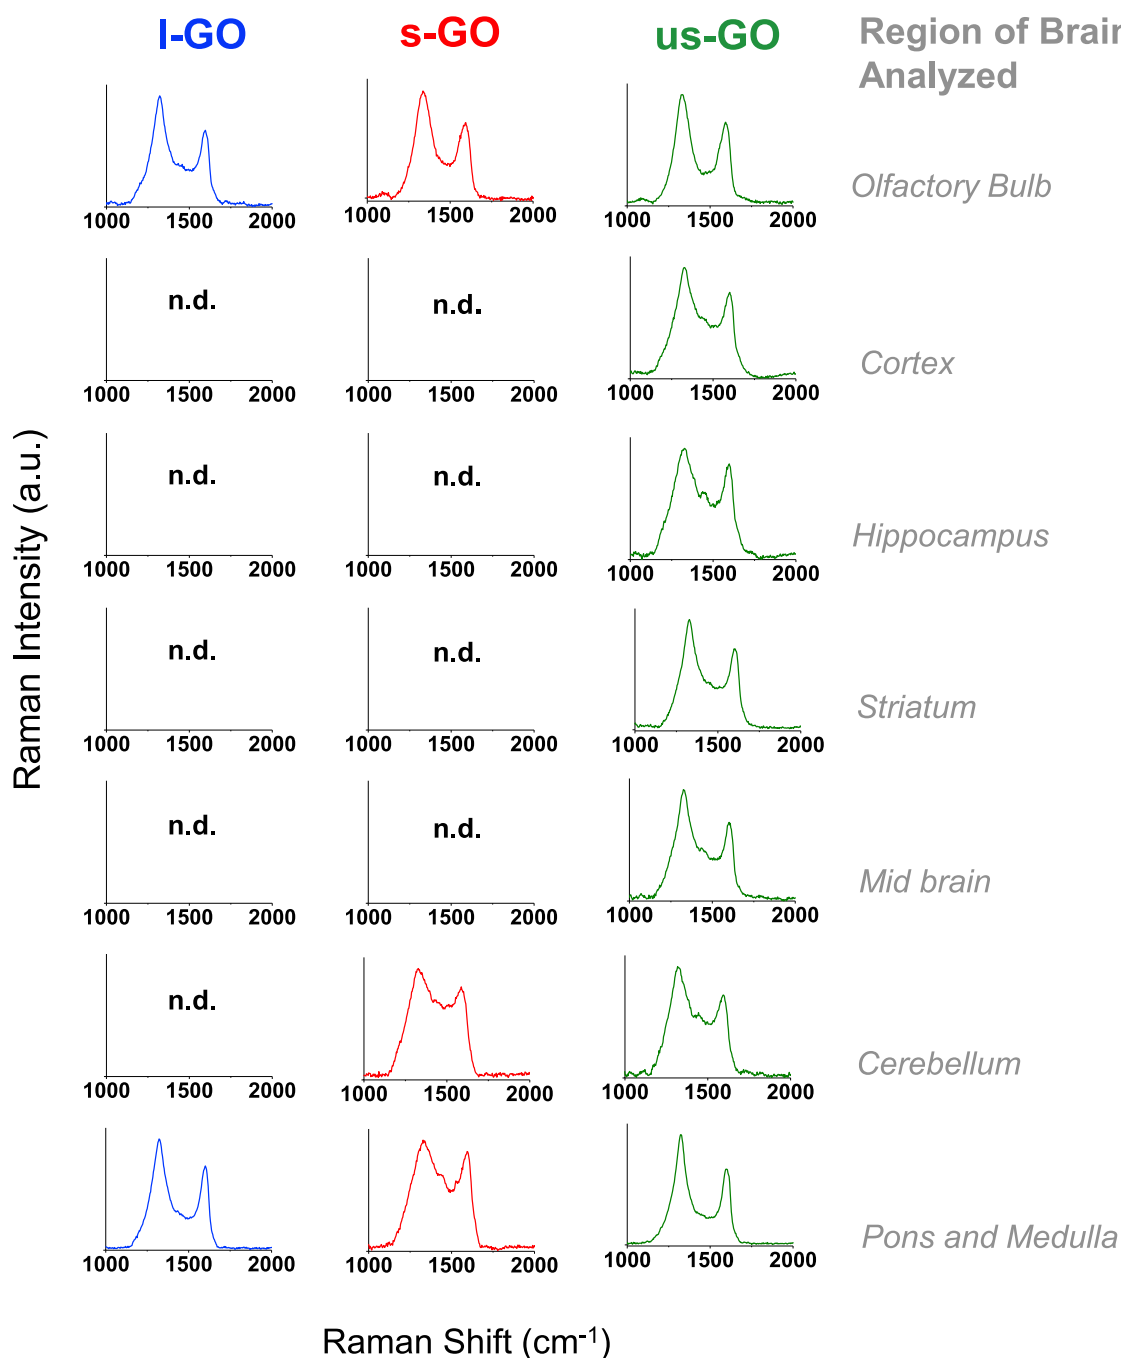 l-GO s-GO us-GO Region of Brain
Analyzed
1000 1500 2000 1000 1500 2000 1000 1500 2000 Olfactory Bulb
n.d. n.d.
1000 1500 2000 1000 1500 2000 1000 1500 2000 Cortex
n.d. n.d.
1000 1500 2000 1000 1500 2000 1000 1500 2000 Hippocampus
n.d. n.d.
1000 1500 2000 1000 1500 2000 1000 1500 2000 Striatum
n.d. n.d.
1000 1500 2000 1000 1500 2000 1000 1500 2000 Mid brain
n.d.
1000 1500 2000 1000 1500 2000 1000 1500 2000 Cerebellum
1000 1500 2000 1000 1500 2000 1000 1500 2000 Pons and Medulla
Raman Intensity (a.u.)
Raman Shift (cm⁻¹)